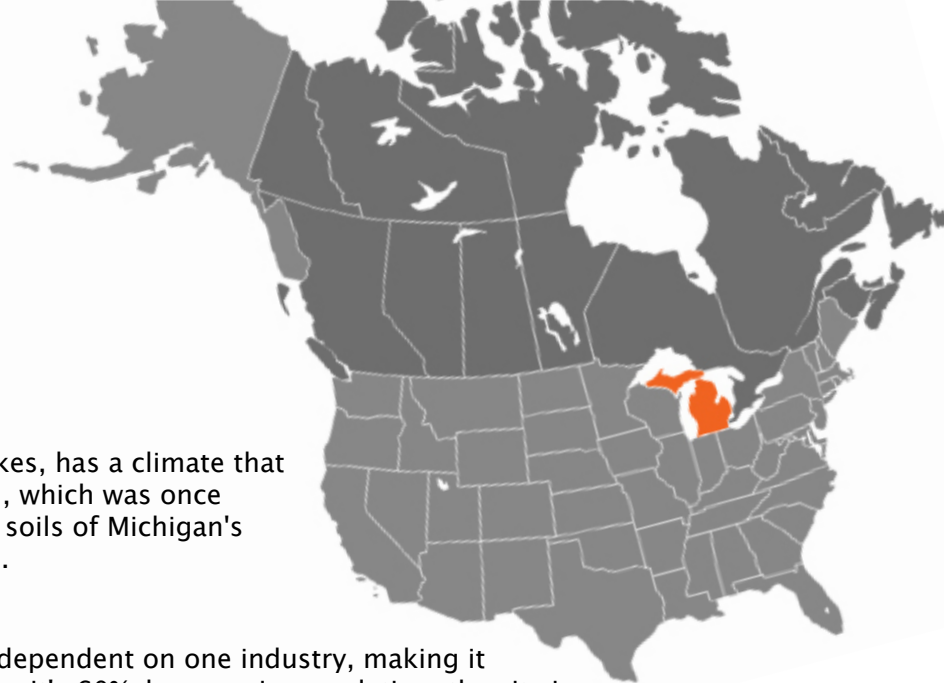 kes, has a climate that
, which was once
soils of Michigan's
.
dependent on one industry, making it